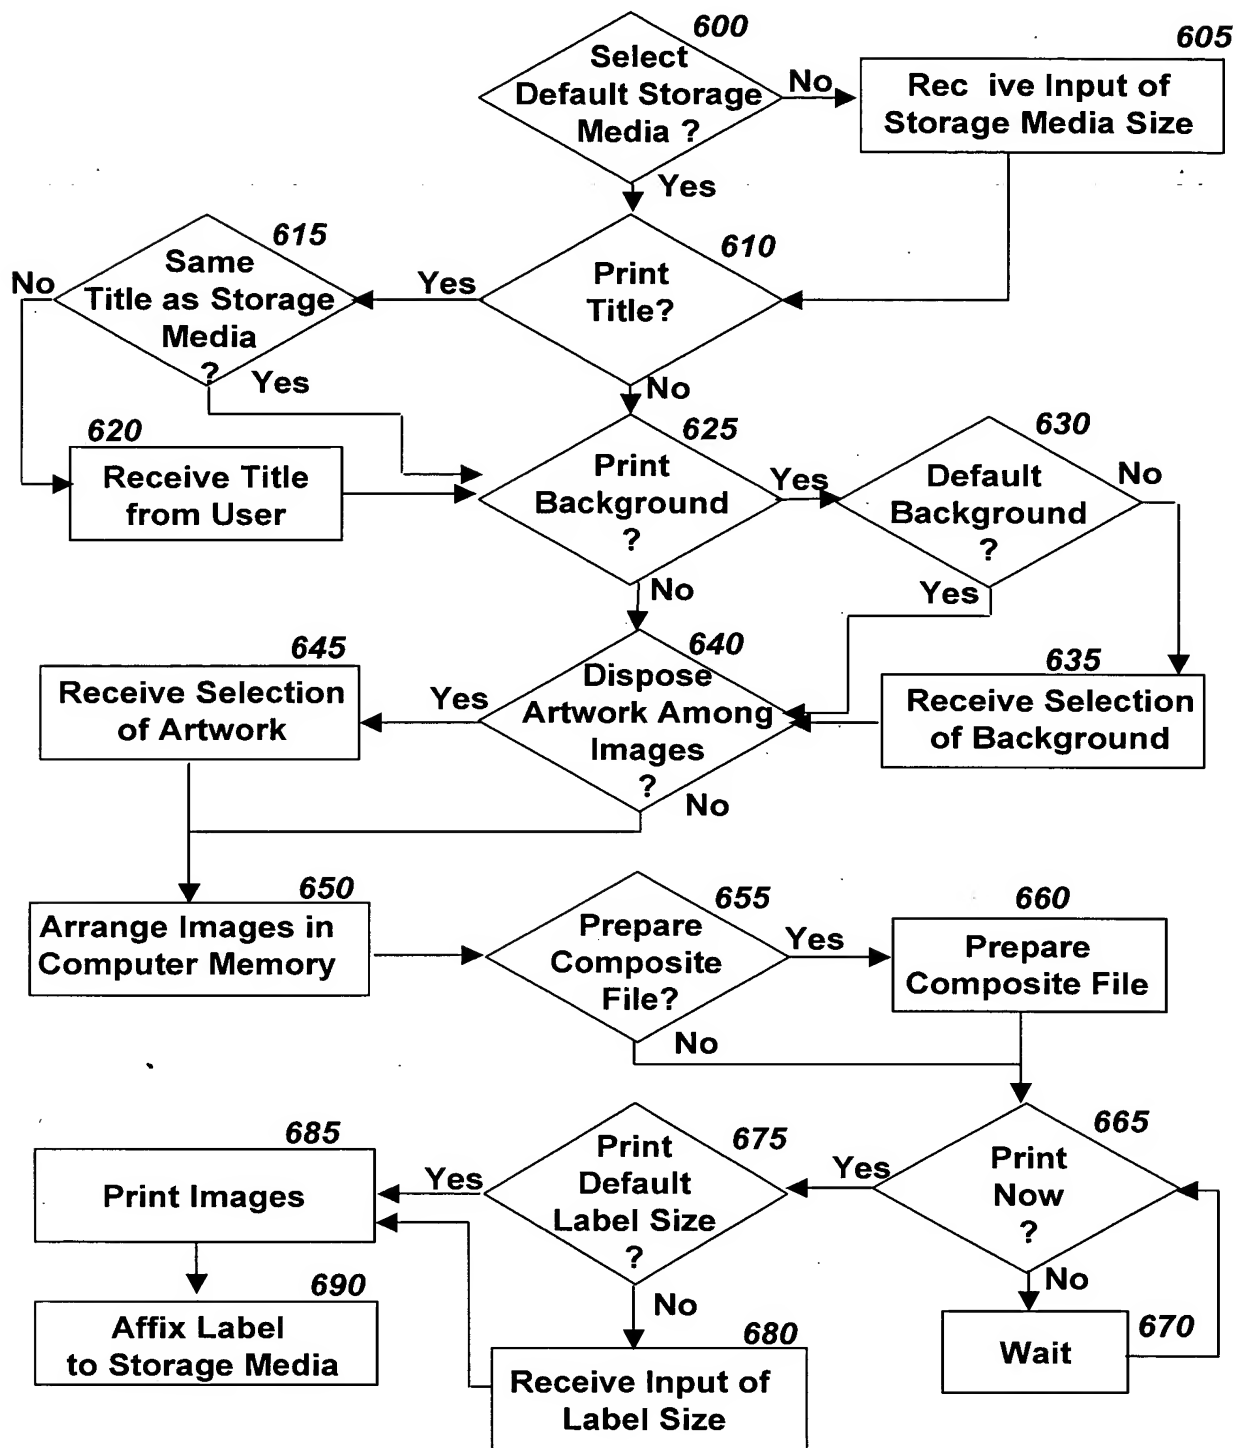 600
Select
Default Storage
Media ?
No
605
Rec ive Input of
Storage Media Size
Yes
615
Same
Title as Storage
Media
?
No
Yes
610
Print
Title?
Yes
No
620
Receive Title
from User
625
Print
Background
?
Yes
No
630
Default
Background
?
No
Yes
635
Receive Selection
of Background
640
Dispose
Artwork Among
Images
?
Yes
No
645
Receive Selection
of Artwork
650
Arrange Images in
Computer Memory
655
Prepare
Composite
File?
Yes
No
660
Prepare
Composite File
665
Print
Now
?
Yes
No
670
Wait
675
Print
Default
Label Size
?
Yes
No
680
Receive Input of
Label Size
685
Print Images
690
Affix Label
to Storage Media